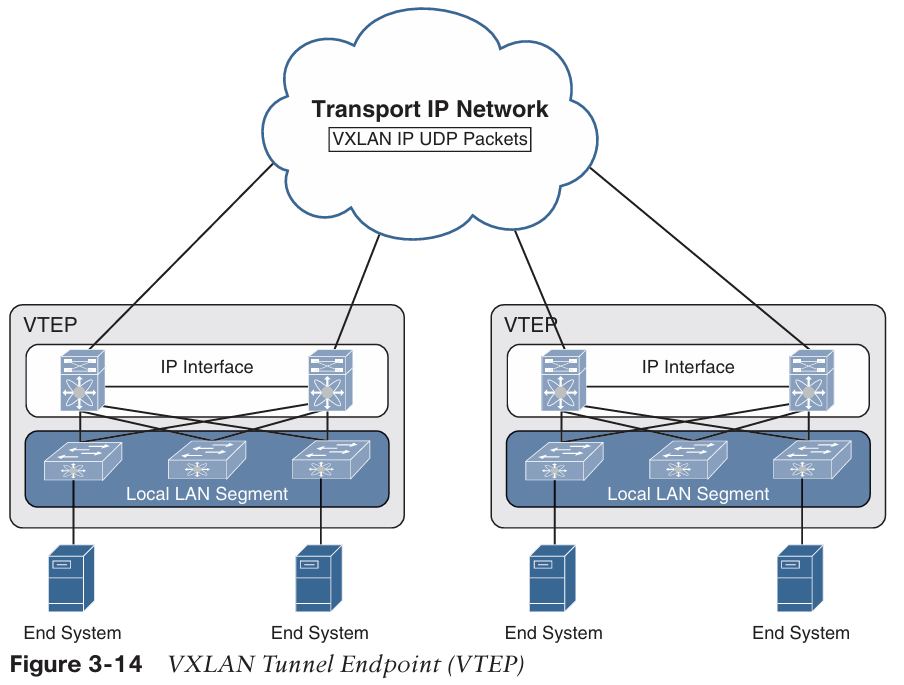 Transport IP Network
VXLAN IP UDP Packets
VTEP
VTEP
IP Interface
IP Interface
Local LAN Segment
Local LAN Segment
End System
End System
End System
End System
Figure 3-14 VXLAN Tunnel Endpoint (VTEP)